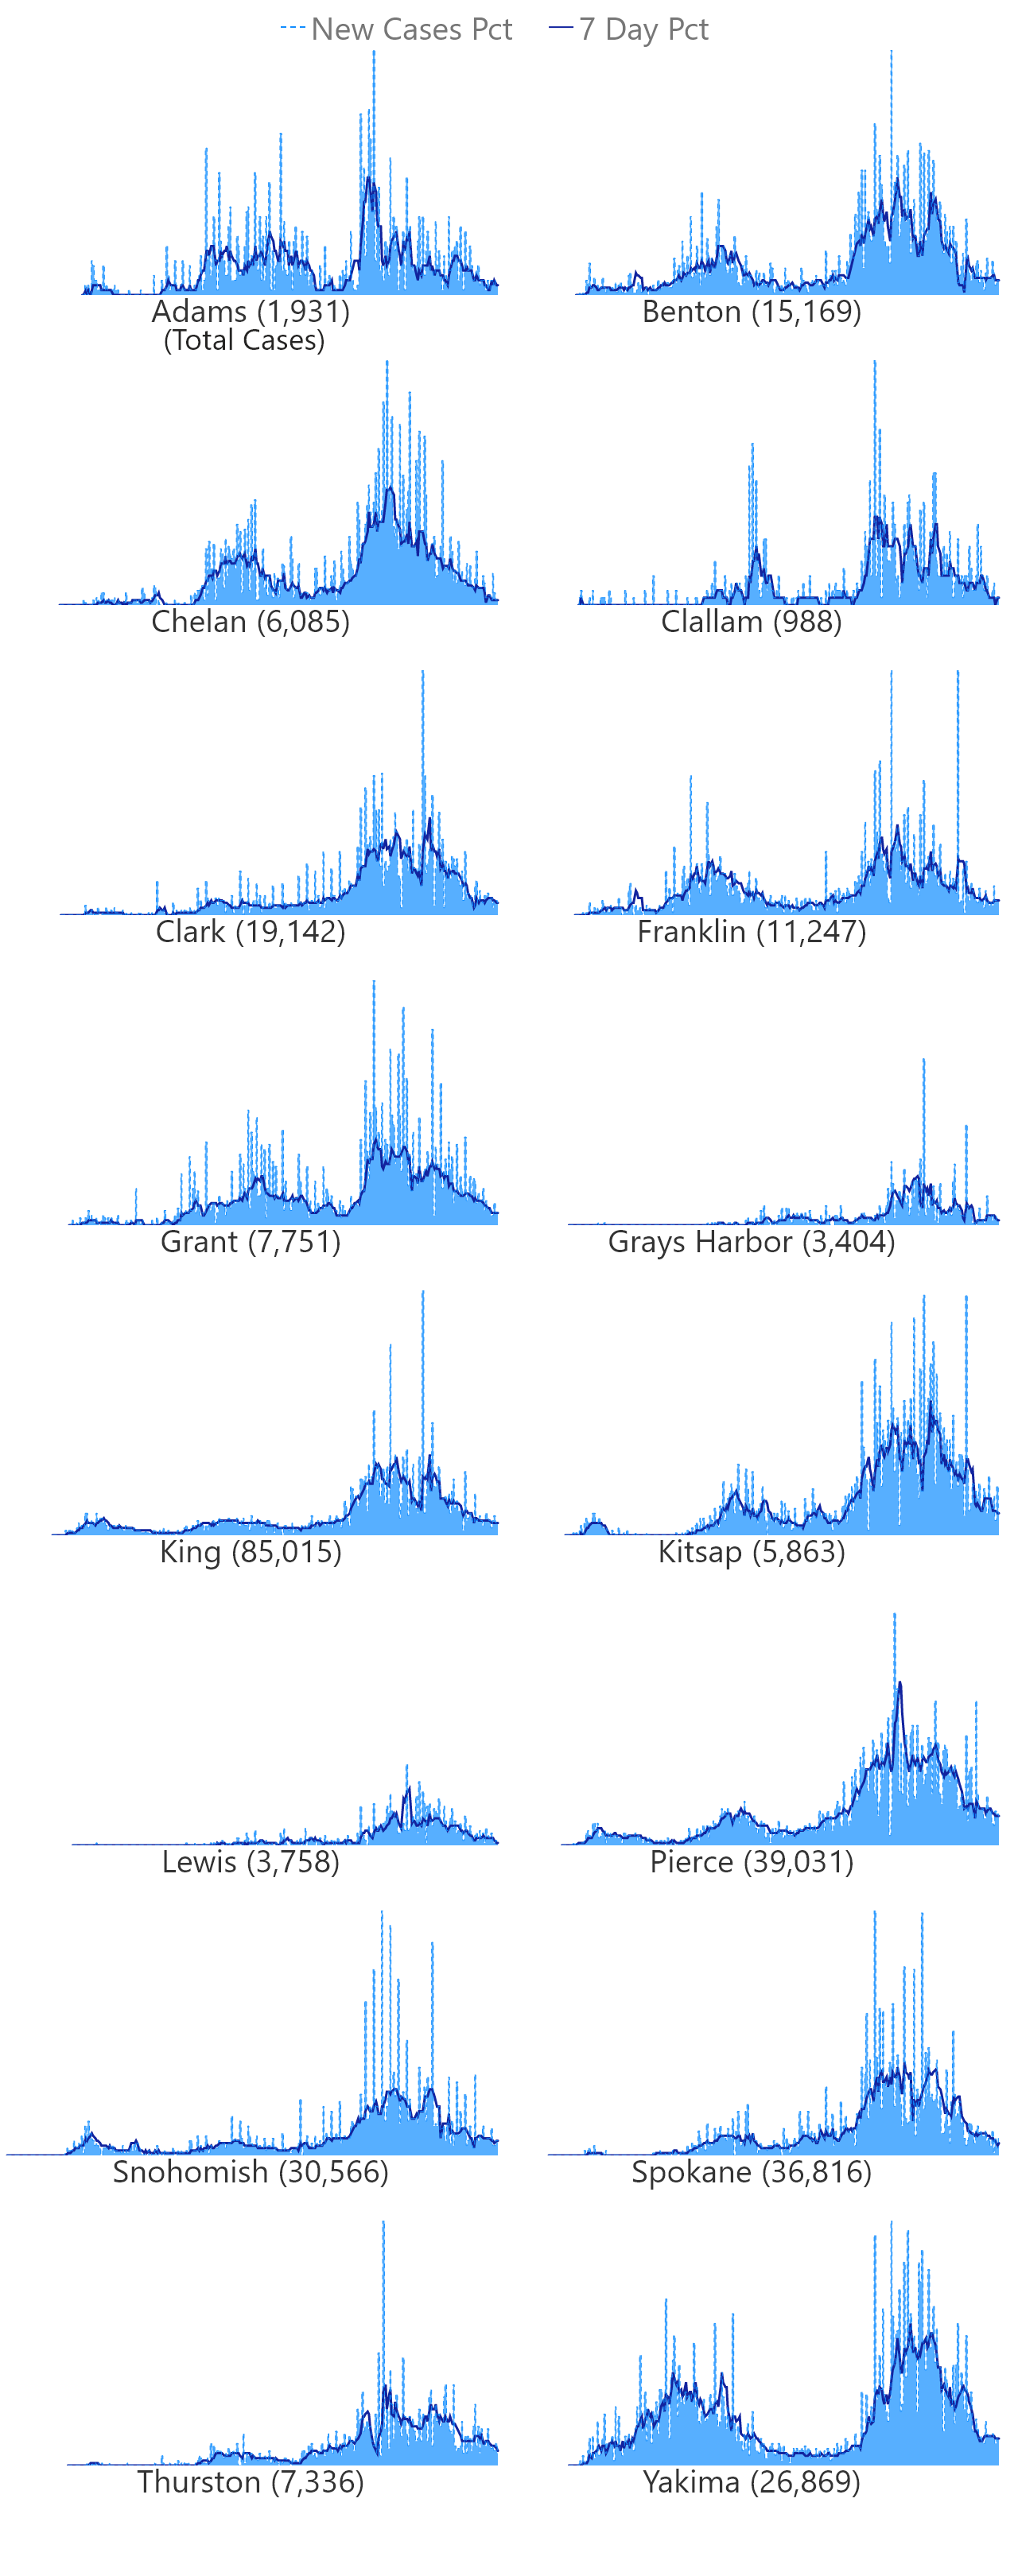 New Cases Pct 7 Day Pct
Adams (1,931)
(Total Cases)
Benton (15,169)
Chelan (6,085)
Clallam (988)
Clark (19,142)
Franklin (11,247)
Grant (7,751)
Grays Harbor (3,404)
King (85,015)
Kitsap (5,863)
Lewis (3,758)
Pierce (39,031)
Snohomish (30,566)
Spokane (36,816)
Thurston (7,336)
Yakima (26,869)